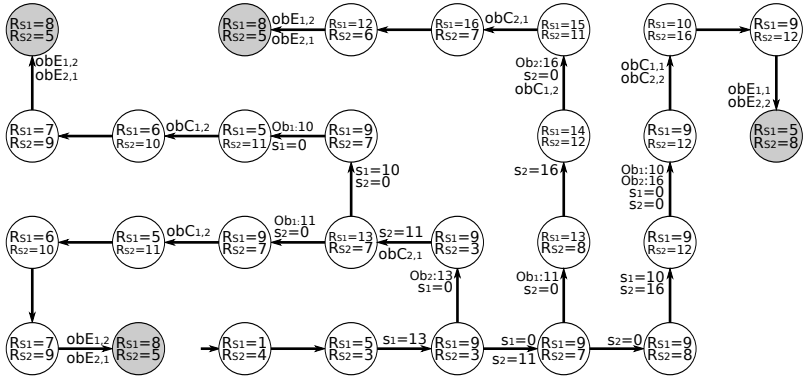 Rs1=8
Rs2=5
Rs1=8
Rs2=5
obE1,2
obE2,1
Rs1=12
Rs2=6
Rs1=16
Rs2=7
obC2,1
Rs1=15
Rs2=11
Rs1=10
Rs2=16
Rs1=9
Rs2=12
obE1,2
obE2,1
Ob2:16
s2=0
obC1,2
obC1,1
obC2,2
obE1,1
obE2,2
Rs1=7
Rs2=9
Rs1=6
Rs2=10
obC1,2
Rs1=5
Rs2=11
Ob1:10
s1=0
Rs1=9
Rs2=7
Rs1=14
Rs2=12
Rs1=9
Rs2=12
Rs1=5
Rs2=8
s1=10
s2=0
s2=16
Ob1:10
Ob2:16
s1=0
s2=0
Rs1=6
Rs2=10
Rs1=5
Rs2=11
obC1,2
Rs1=9
Rs2=7
Ob1:11
s2=0
Rs1=13
Rs2=7
s2=11
obC2,1
Rs1=9
Rs2=3
Rs1=13
Rs2=8
Rs1=9
Rs2=12
Ob2:13
s1=0
Ob1:11
s2=0
s1=10
s2=16
Rs1=7
Rs2=9
obE1,2
obE2,1
Rs1=8
Rs2=5
Rs1=1
Rs2=4
Rs1=5
Rs2=3
s1=13
Rs1=9
Rs2=3
s1=0
s2=11
Rs1=9
Rs2=7
s2=0
Rs1=9
Rs2=8